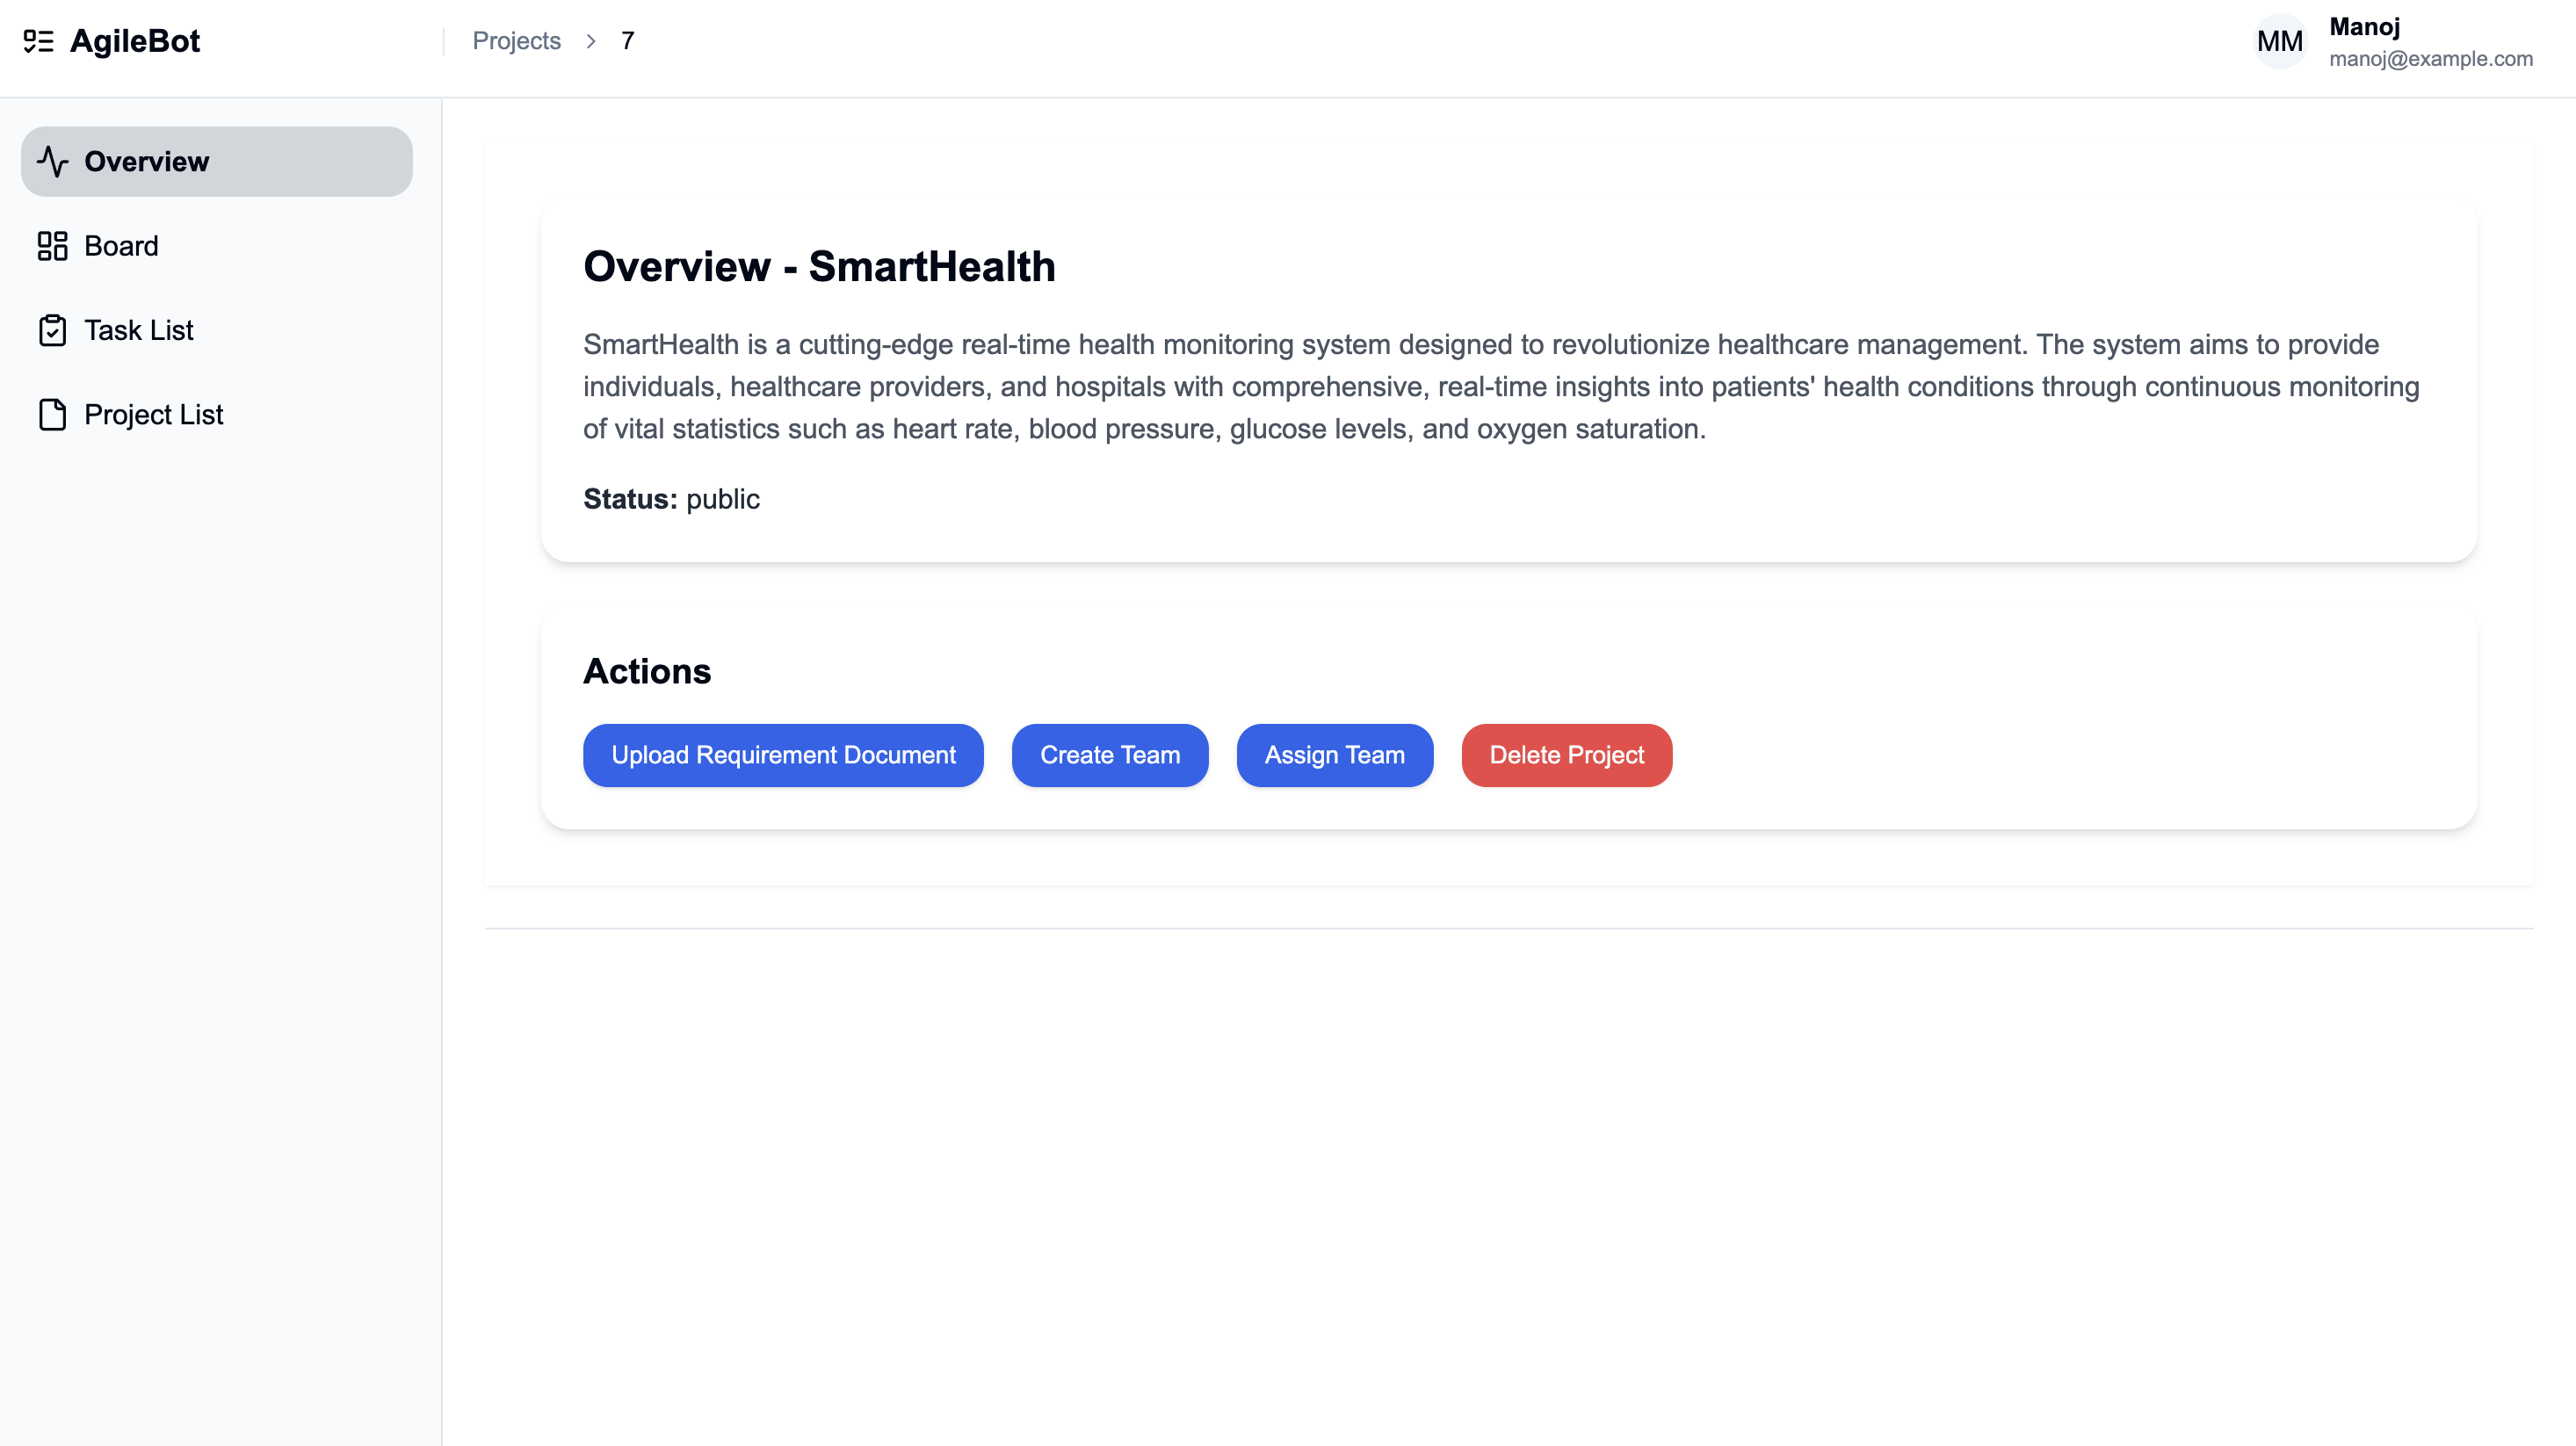 AgileBot
Projects > 7
MM
Manoj
manoj@example.com
Overview
Board
Task List
Project List
Overview - SmartHealth
SmartHealth is a cutting-edge real-time health monitoring system designed to revolutionize healthcare management. The system aims to provide
individuals, healthcare providers, and hospitals with comprehensive, real-time insights into patients' health conditions through continuous monitoring
of vital statistics such as heart rate, blood pressure, glucose levels, and oxygen saturation.
Status: public
Actions
Upload Requirement Document
Create Team
Assign Team
Delete Project